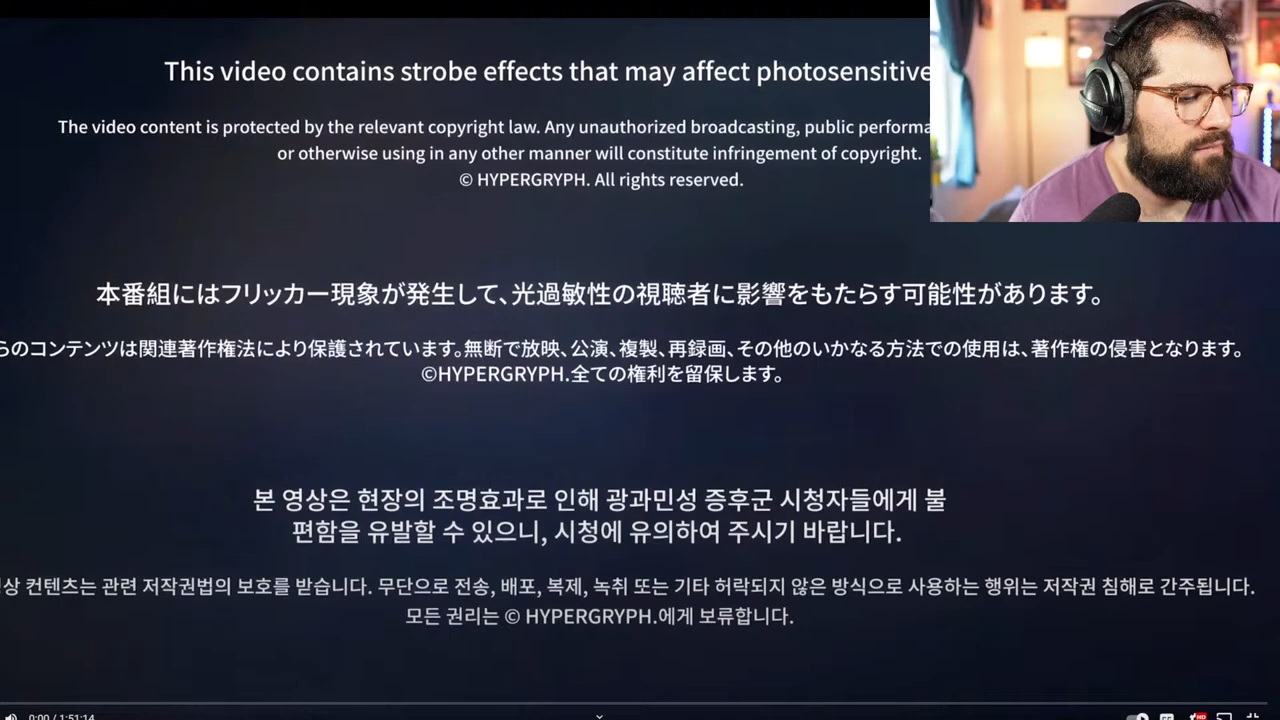 This video contains strobe effects that may affect photosensitive
The video content is protected by the relevant copyright law. Any unauthorized broadcasting, public
or otherwise using in any other manner will constitute infringement of copyright.
© HYPERGRYPH. All rights reserved.
本番組にはフリッカー現象が発生して、光過敏性の視聴者に影響をもたらす可能性があります。
らのコンテンツは関連著作権法により保護されています。無断で放映、公演、複製、再録画、その他のいかなる方法での使用は、著作権の侵害となります。
©HYPERGRYPH.全ての権利を留保します。
본 영상은 현장의 조명효과로 인해 광과민성 증후군 시청자들에게 불
편함을 유발할 수 있으니, 시청에 유의하여 주시기 바랍니다.
상 컨텐츠는 관련 저작권법의 보호를 받습니다. 무단으로 전송, 배포, 복제, 녹취 또는 기타 허락되지 않은 방식으로 사용하는 행위는 저작권 침해로 간주됩니다.
모든 권리는 © HYPERGRYPH.에게 보류합니다.
0:00 / 1:51:14
HD